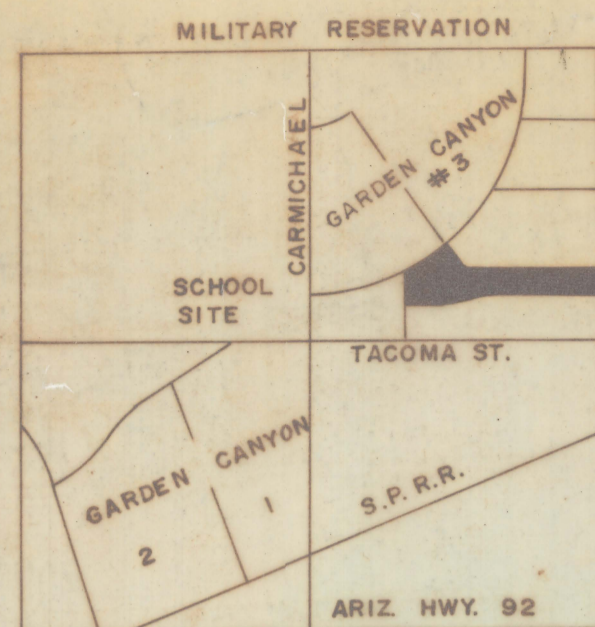 MILITARY RESERVATION
CARMICHAEL
GARDEN CANYON
#3
SCHOOL
SITE
TACOMA ST.
GARDEN CANYON
2
1
S.P. R.R.
ARIZ. HWY. 92